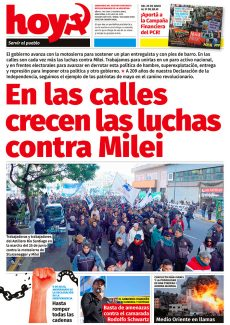 hoy
Servir al pueblo
¡Aportá a
la Campaña
Financiera
del PCR!
El gobierno avanza con la motosierra para sostener un plan entreguista y con pies de barro. En las
calles son cada vez más las luchas contra Milei. Trabajamos para unirlas en un paro activo nacional,
y en frentes electorales para avanzar en derrotar esta política de hambre, superexplotación, entrega
y represión para imponer otra política y otro gobierno. A 209 años de nuestra Declaración de la
Independencia, seguimos el ejemplo de los patriotas de mayo en el camino revolucionario.
En las calles
crecen las luchas
contra Milei
Trabajadoras y trabajadores
del Astillero Río Santiago en
la marcha del
contra la motosierra de
Sturzenegger y Milei
Hasta
romper
todas las
cadenas
Basta de amenazas
contra el camarada
Rodolfo Schwartz
Medio Oriente en llamas